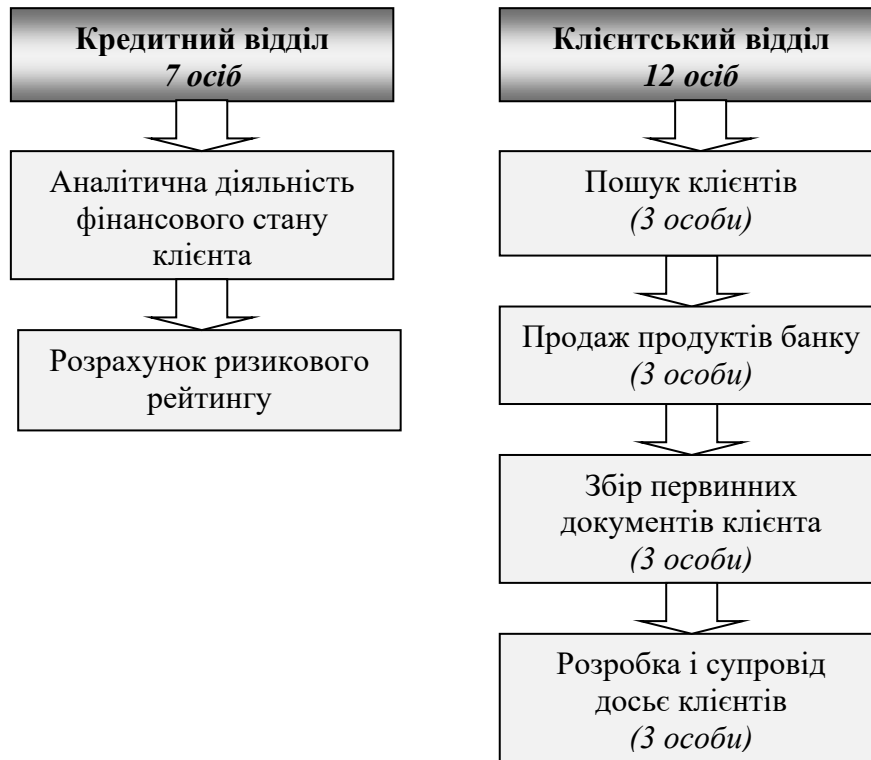 Кредитний відділ
7 осіб
Аналітична діяльність
фінансового стану
клієнта
Розрахунок ризикового
рейтингу
Клієнтський відділ
12 осіб
Пошук клієнтів
(3 особи)
Продаж продуктів банку
(3 особи)
Збір первинних
документів клієнта
(3 особи)
Розробка і супровід
досьє клієнтів
(3 особи)